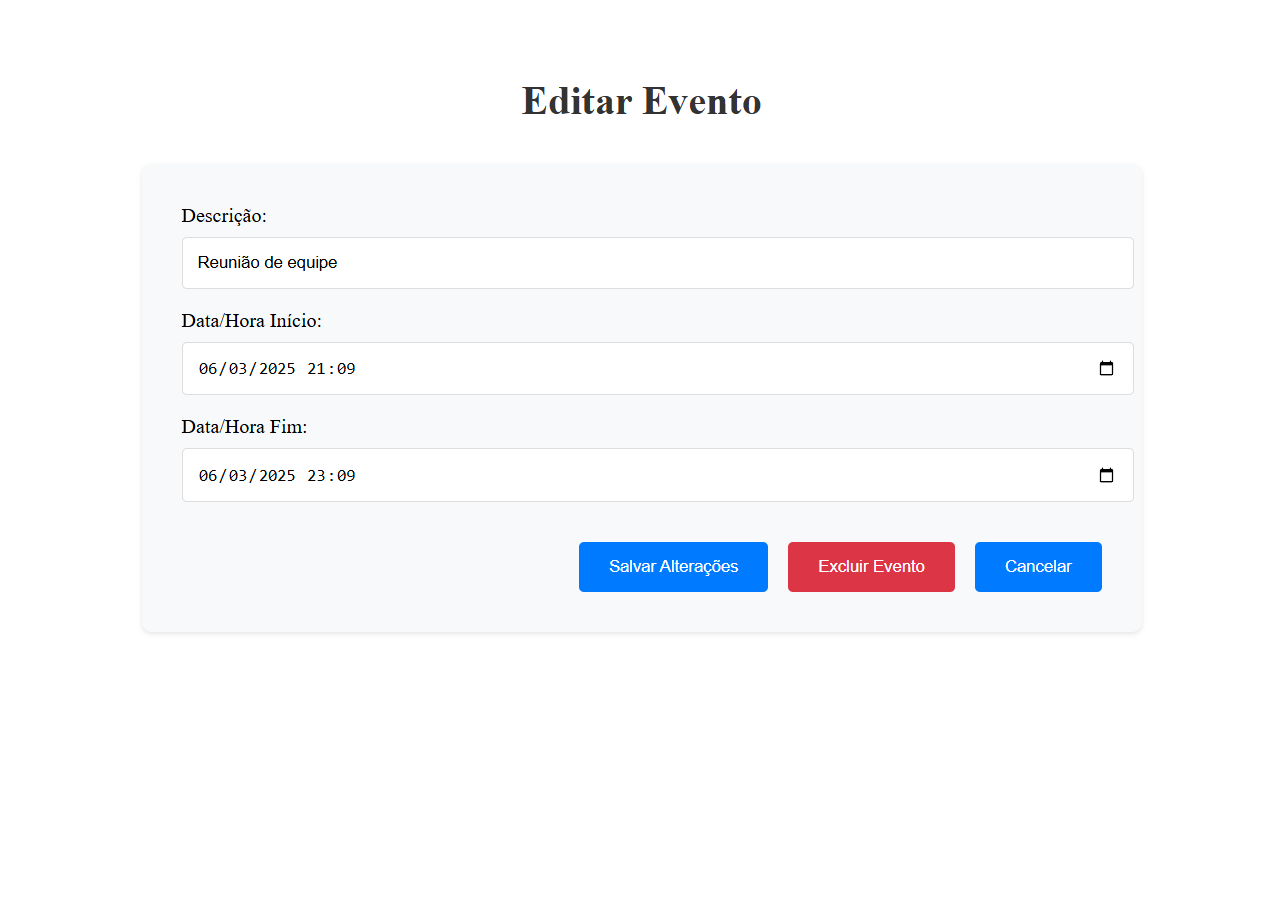 Editar Evento
Descrição:
Reunião de equipe
Data/Hora Início:
06/03/2025 21:09
Data/Hora Fim:
06/03/2025 23:09
Salvar Alterações Excluir Evento Cancelar